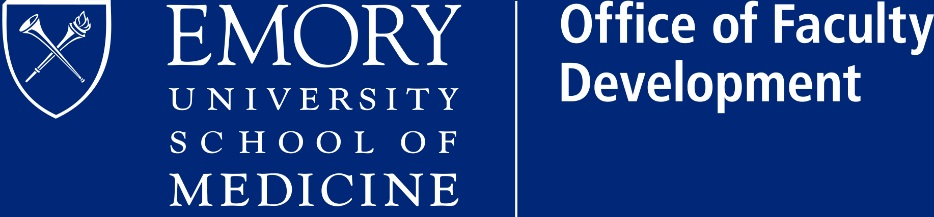 EMORY
UNIVERSITY
SCHOOL OF
MEDICINE
Office of Faculty
Development